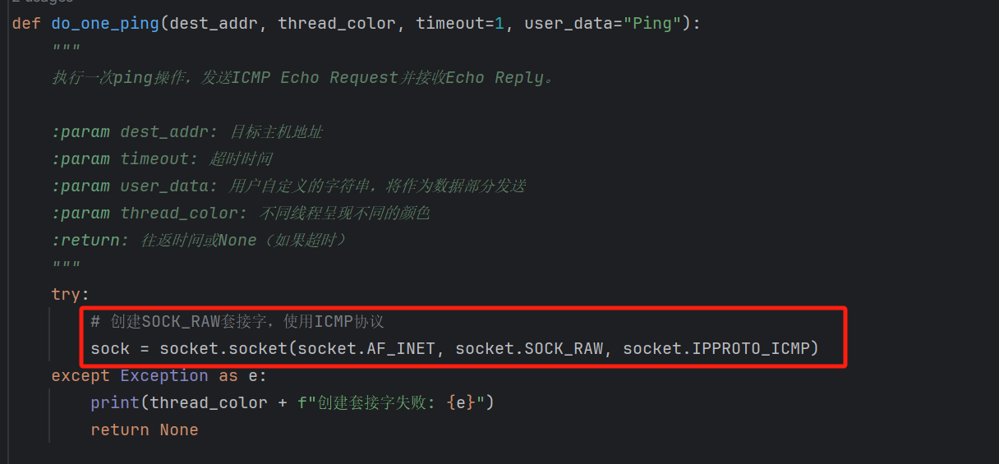 2 usages
def do_one_ping(dest_addr, thread_color, timeout=1, user_data="Ping"):
"""
执行一次ping操作，发送ICMP Echo Request并接收Echo Reply。
:param dest_addr: 目标主机地址
:param timeout: 超时时间
:param user_data: 用户自定义的字符串，将作为数据部分发送
:param thread_color: 不同线程呈现不同的颜色
:return: 往返时间或None（如果超时）
"""
try:
# 创建SOCK_RAW套接字，使用ICMP协议
sock = socket.socket(socket.AF_INET, socket.SOCK_RAW, socket.IPPROTO_ICMP)
except Exception as e:
print(thread_color + f"创建套接字失败: {e}")
return None